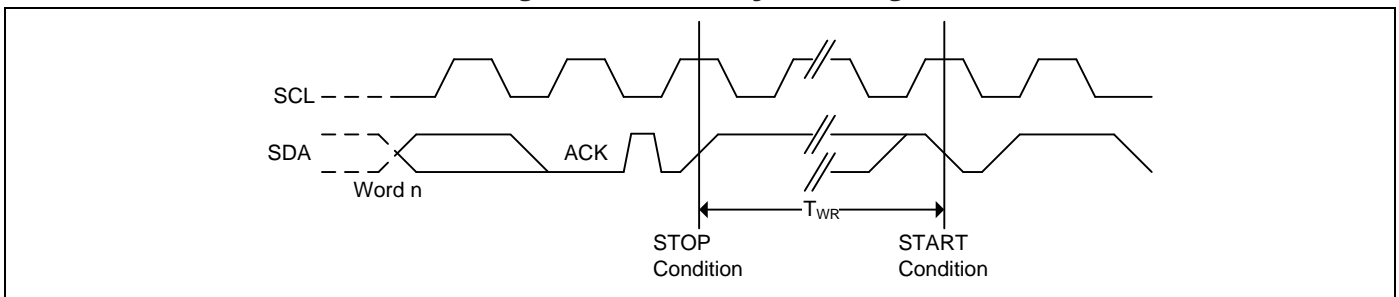 SCL
SDA
ACK
Word n
TWR
STOP
Condition
START
Condition